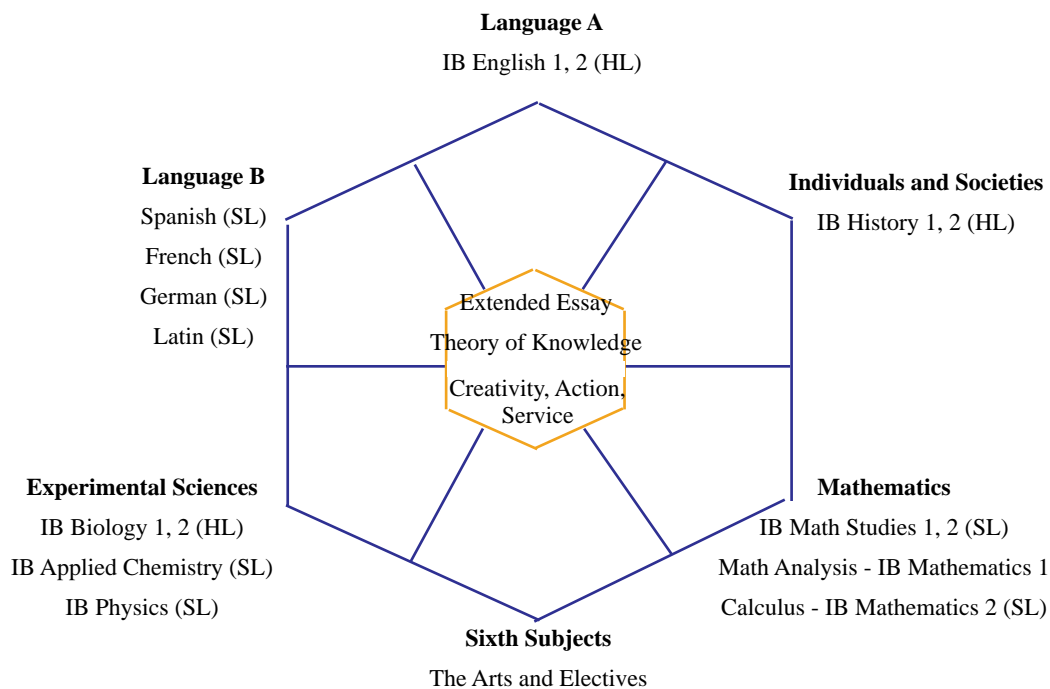 Language A
IB English 1, 2 (HL)
Language B
Spanish (SL)
French (SL)
German (SL)
Latin (SL)
Individuals and Societies
IB History 1, 2 (HL)
Extended Essay
Theory of Knowledge
Creativity, Action,
Service
Experimental Sciences
IB Biology 1, 2 (HL)
IB Applied Chemistry (SL)
IB Physics (SL)
Mathematics
IB Math Studies 1, 2 (SL)
Math Analysis - IB Mathematics 1
Calculus - IB Mathematics 2 (SL)
Sixth Subjects
The Arts and Electives